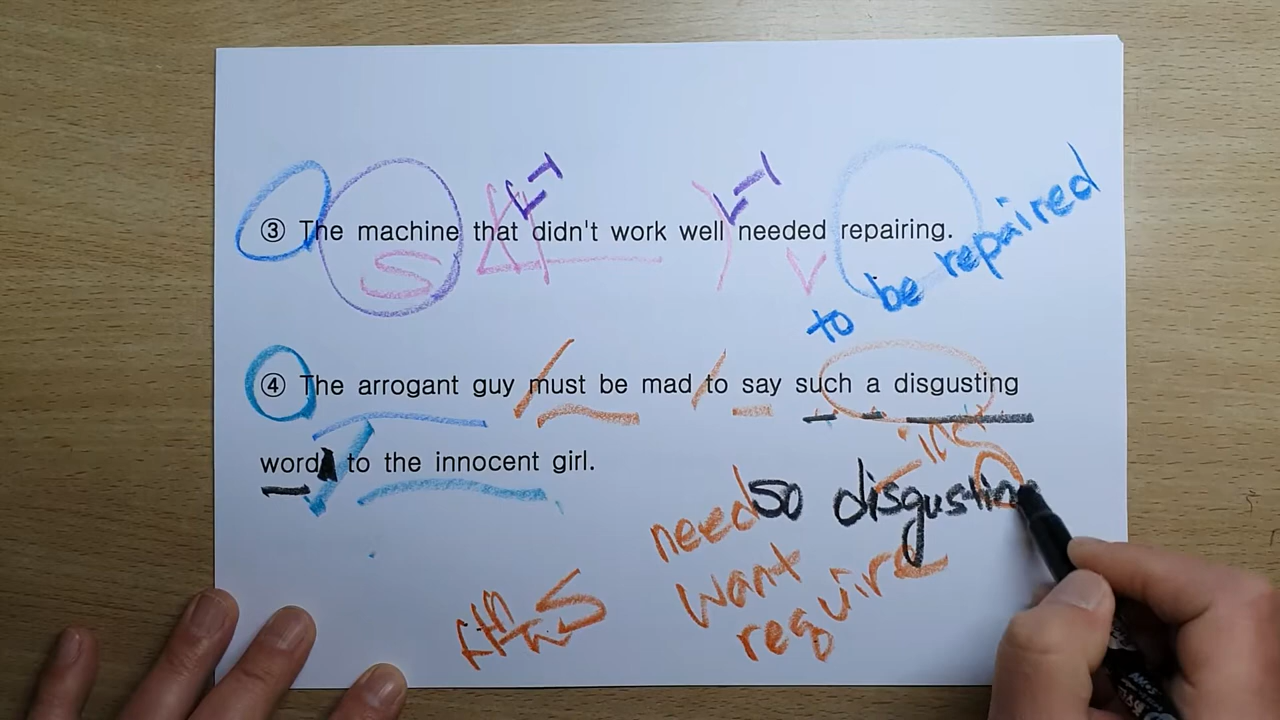 ③ The machine that didn't work well needed repairing.
S
V
to be repaired
④ The arrogant guy must be mad to say such a disgusting
word to the innocent girl.
ing
so disgustin
need
want
require
S